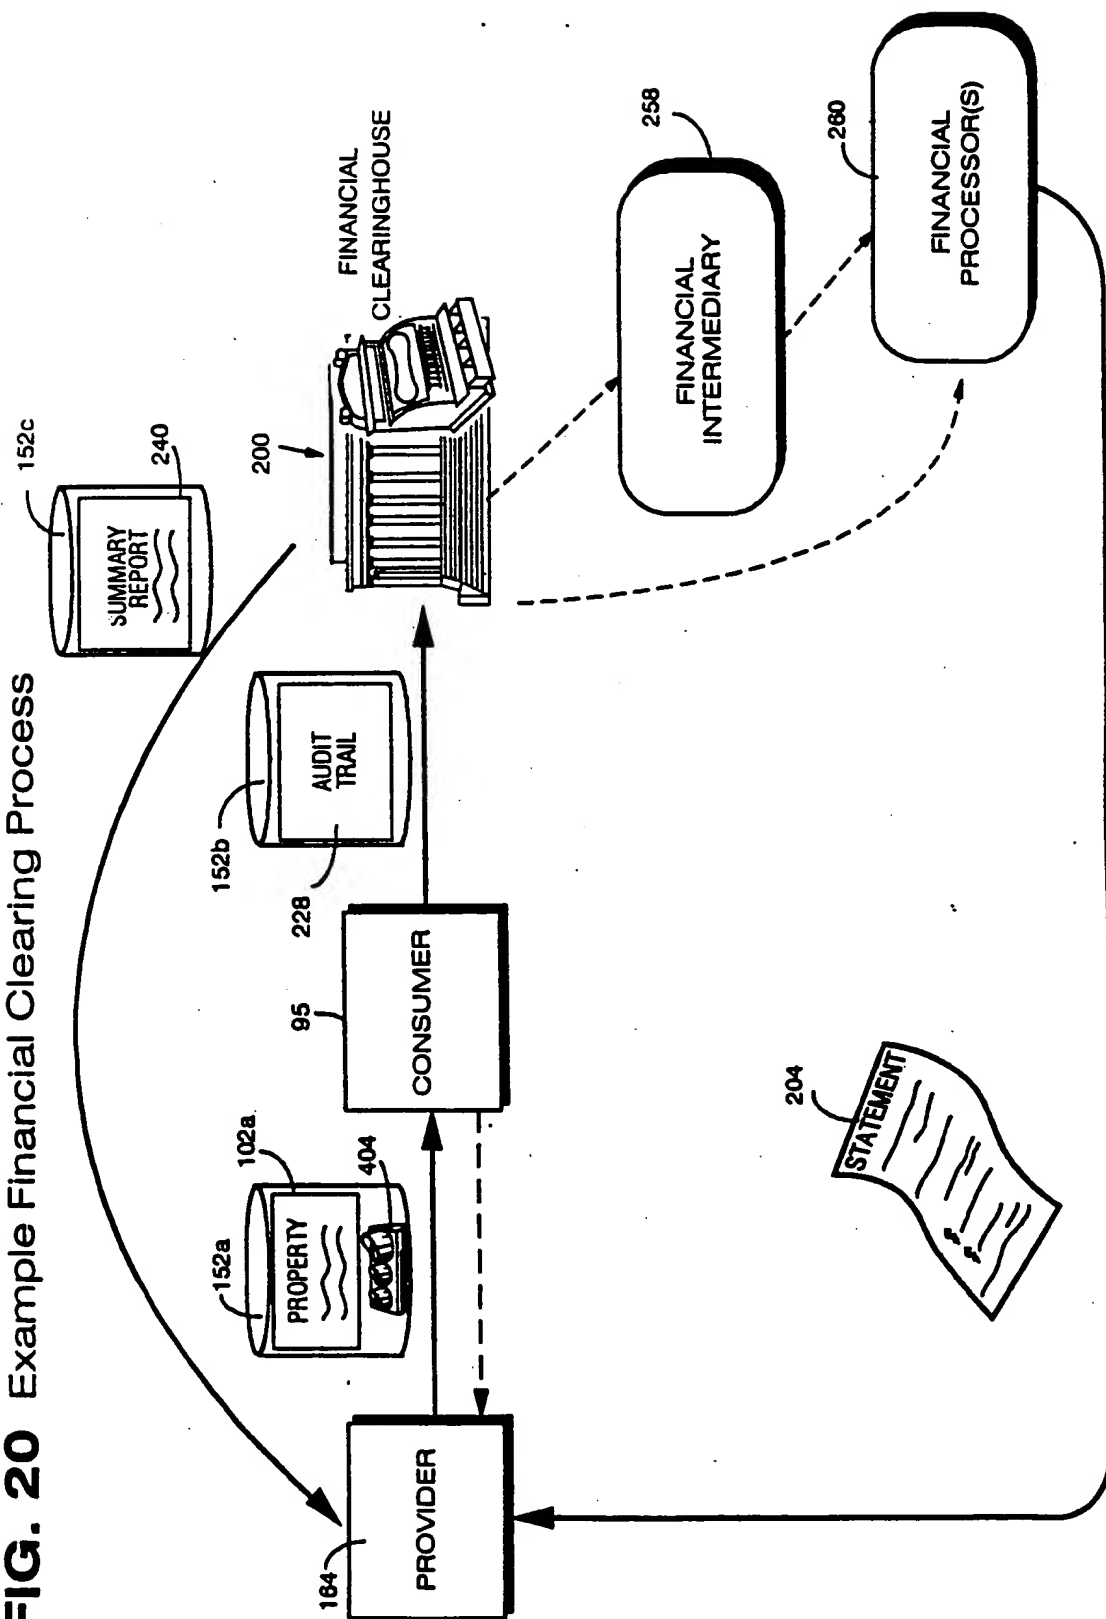 FIG. 20 Example Financial Clearing Process
152c
SUMMARY
REPORT
240
200
FINANCIAL
CLEARINGHOUSE
152b
AUDIT
TRAIL
228
152a
PROPERTY
102a
404
95
CONSUMER
164
PROVIDER
258
FINANCIAL
INTERMEDIARY
260
FINANCIAL
PROCESSOR(S)
204
STATEMENT
$
$